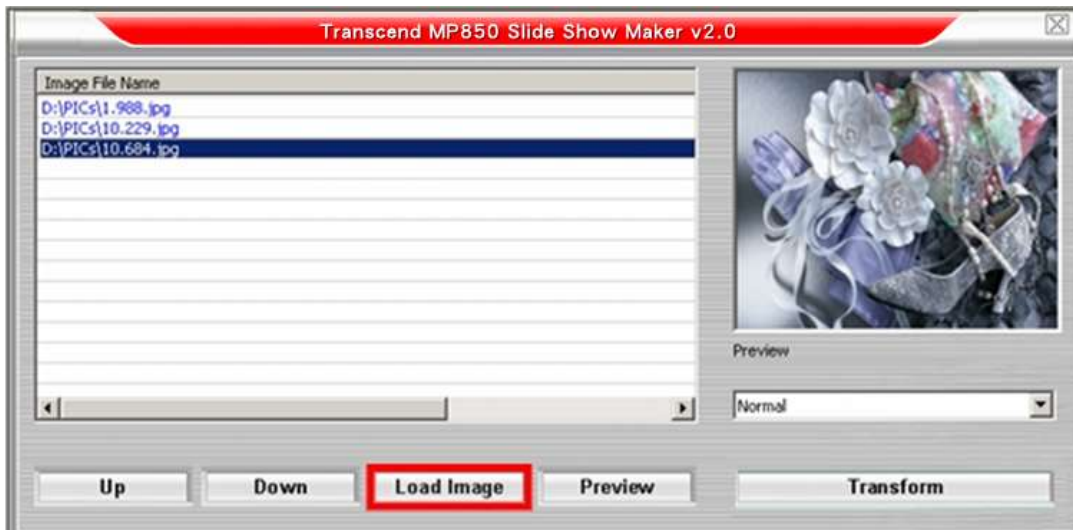 Transcend MP850 Slide Show Maker v2.0
Image File Name
D:\PICs\1.988.jpg
D:\PICs\10.229.jpg
D:\PICs\10.684.jpg
Preview
Normal
Up
Down
Load Image
Preview
Transform